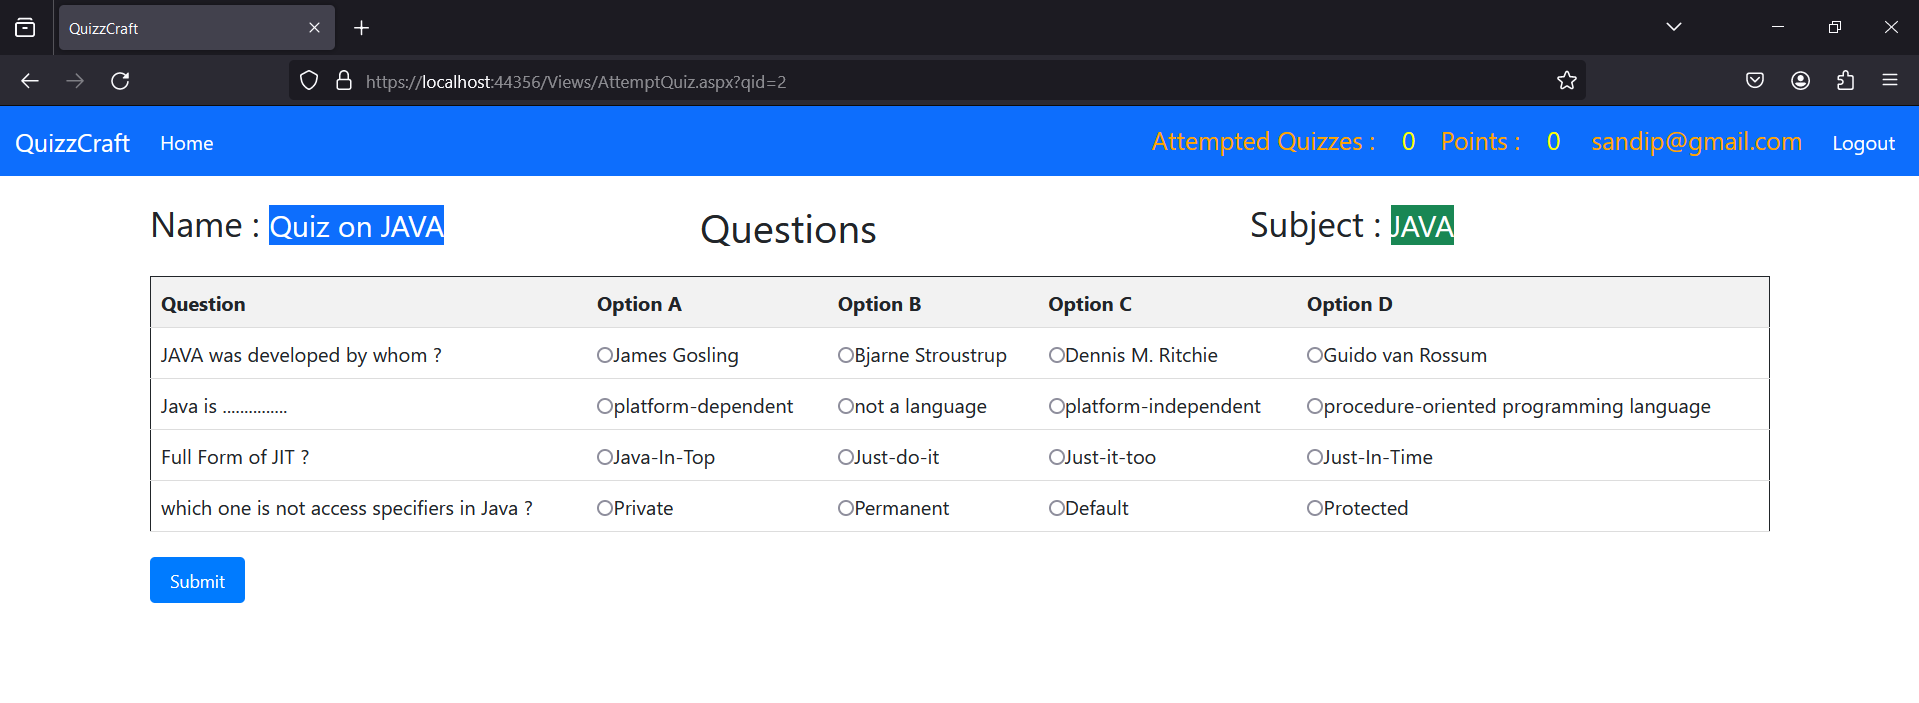 QuizzCraft
https://localhost:44356/Views/AttemptQuiz.aspx?qid=2
QuizzCraft Home Attempted Quizzes : 0 Points : 0 sandip@gmail.com Logout
Name : Quiz on JAVA Questions Subject : JAVA
Question Option A Option B Option C Option D
JAVA was developed by whom ? James Gosling Bjarne Stroustrup Dennis M. Ritchie Guido van Rossum
Java is ............... platform-dependent not a language platform-independent procedure-oriented programming language
Full Form of JIT ? Java-In-Top Just-do-it Just-it-too Just-In-Time
which one is not access specifiers in Java ? Private Permanent Default Protected
Submit